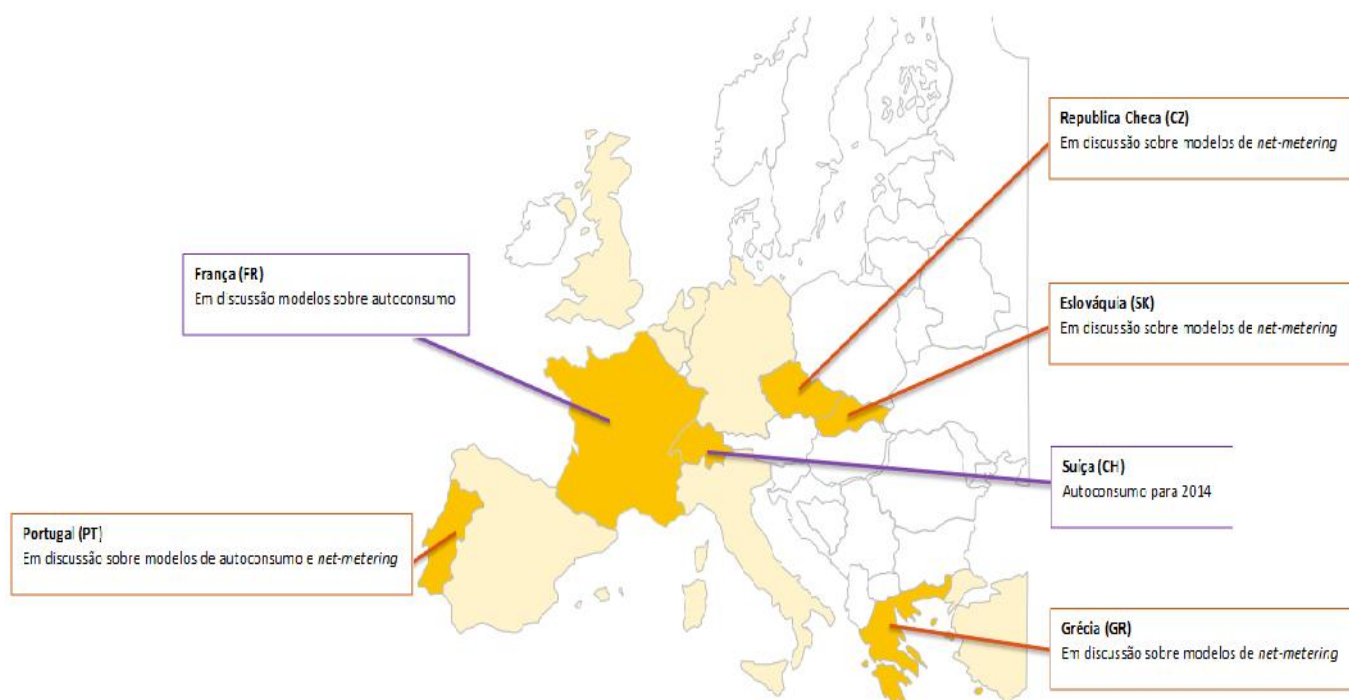 Republica Checa (CZ)
Em discussão sobre modelos de net-metering
França (FR)
Em discussão modelos sobre autoconsumo
Eslováquia (SK)
Em discussão sobre modelos de net-metering
Suíça (CH)
Autoconsumo para 2014
Portugal (PT)
Em discussão sobre modelos de autoconsumo e net-metering
Grécia (GR)
Em discussão sobre modelos de net-metering